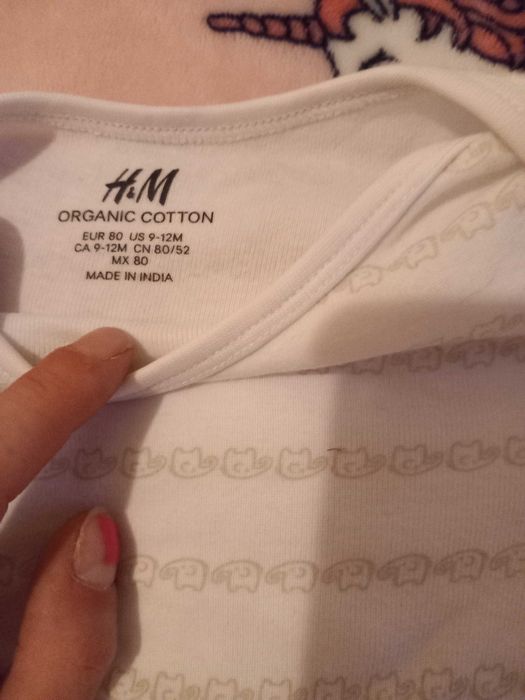 H&M
ORGANIC COTTON
EUR 80 US 9-12M
CA 9-12M CN 80/52
MX 80
MADE IN INDIA